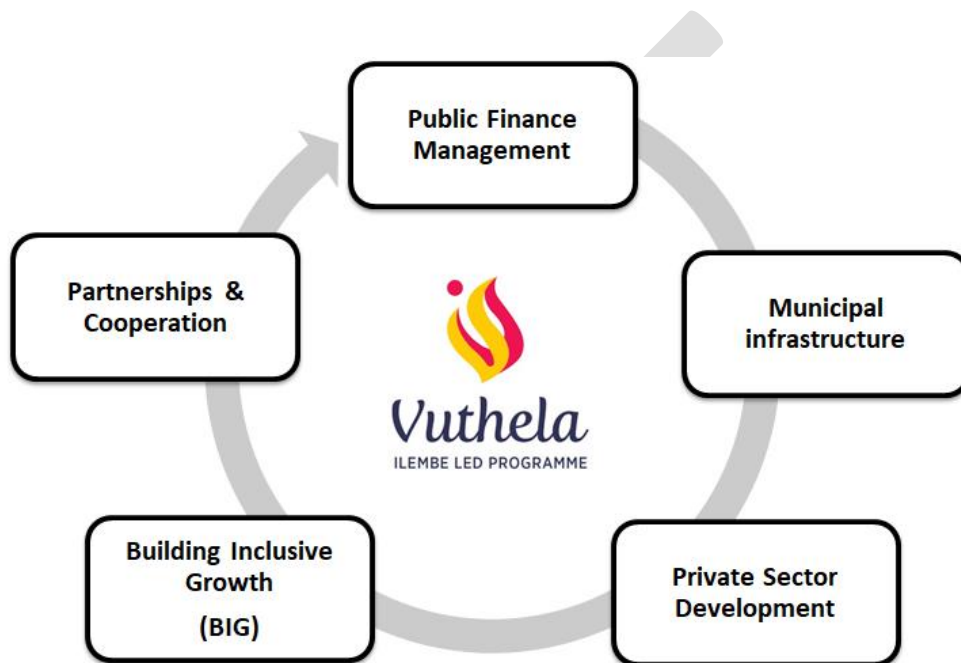 Public Finance
Management
Municipal
infrastructure
Private Sector
Development
Building Inclusive
Growth
(BIG)
Partnerships &
Cooperation
Vuthela
ILEMBE LED PROGRAMME